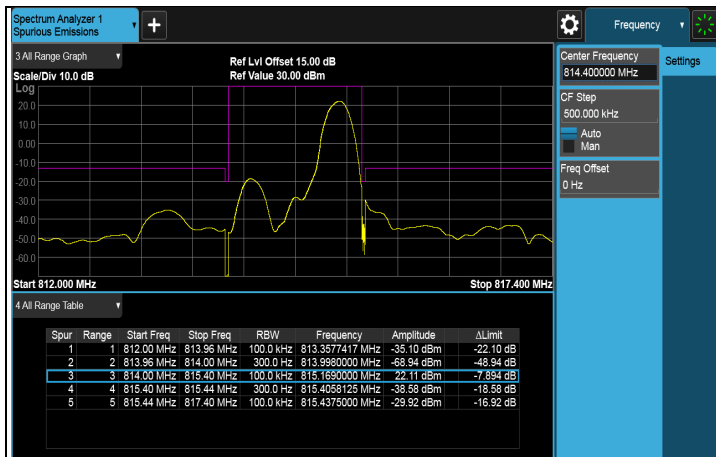 Spectrum Analyzer 1
Spurious Emissions
Frequency
3 All Range Graph
Ref Lvl Offset 15.00 dB
Scale/Div 10.0 dB
Ref Value 30.00 dBm
Log
20.0
10.0
0.00
-10.0
-20.0
-30.0
-40.0
-50.0
-60.0
Start 812.000 MHz
Stop 817.400 MHz
4 All Range Table
Spur Range Start Freq Stop Freq RBW Frequency Amplitude ΔLimit
1 1 812.00 MHz 813.96 MHz 100.0 kHz 813.3577417 MHz -35.10 dBm -22.10 dB
2 2 813.96 MHz 814.00 MHz 300.0 Hz 813.9980000 MHz -68.94 dBm -48.94 dB
3 3 814.00 MHz 815.40 MHz 100.0 kHz 815.1690000 MHz 22.11 dBm -7.894 dB
4 4 815.40 MHz 815.44 MHz 300.0 Hz 815.4058125 MHz -38.58 dBm -18.58 dB
5 5 815.44 MHz 817.40 MHz 100.0 kHz 815.4375000 MHz -29.92 dBm -16.92 dB
Center Frequency
814.400000 MHz
Settings
CF Step
500.000 kHz
Auto
Man
Freq Offset
0 Hz